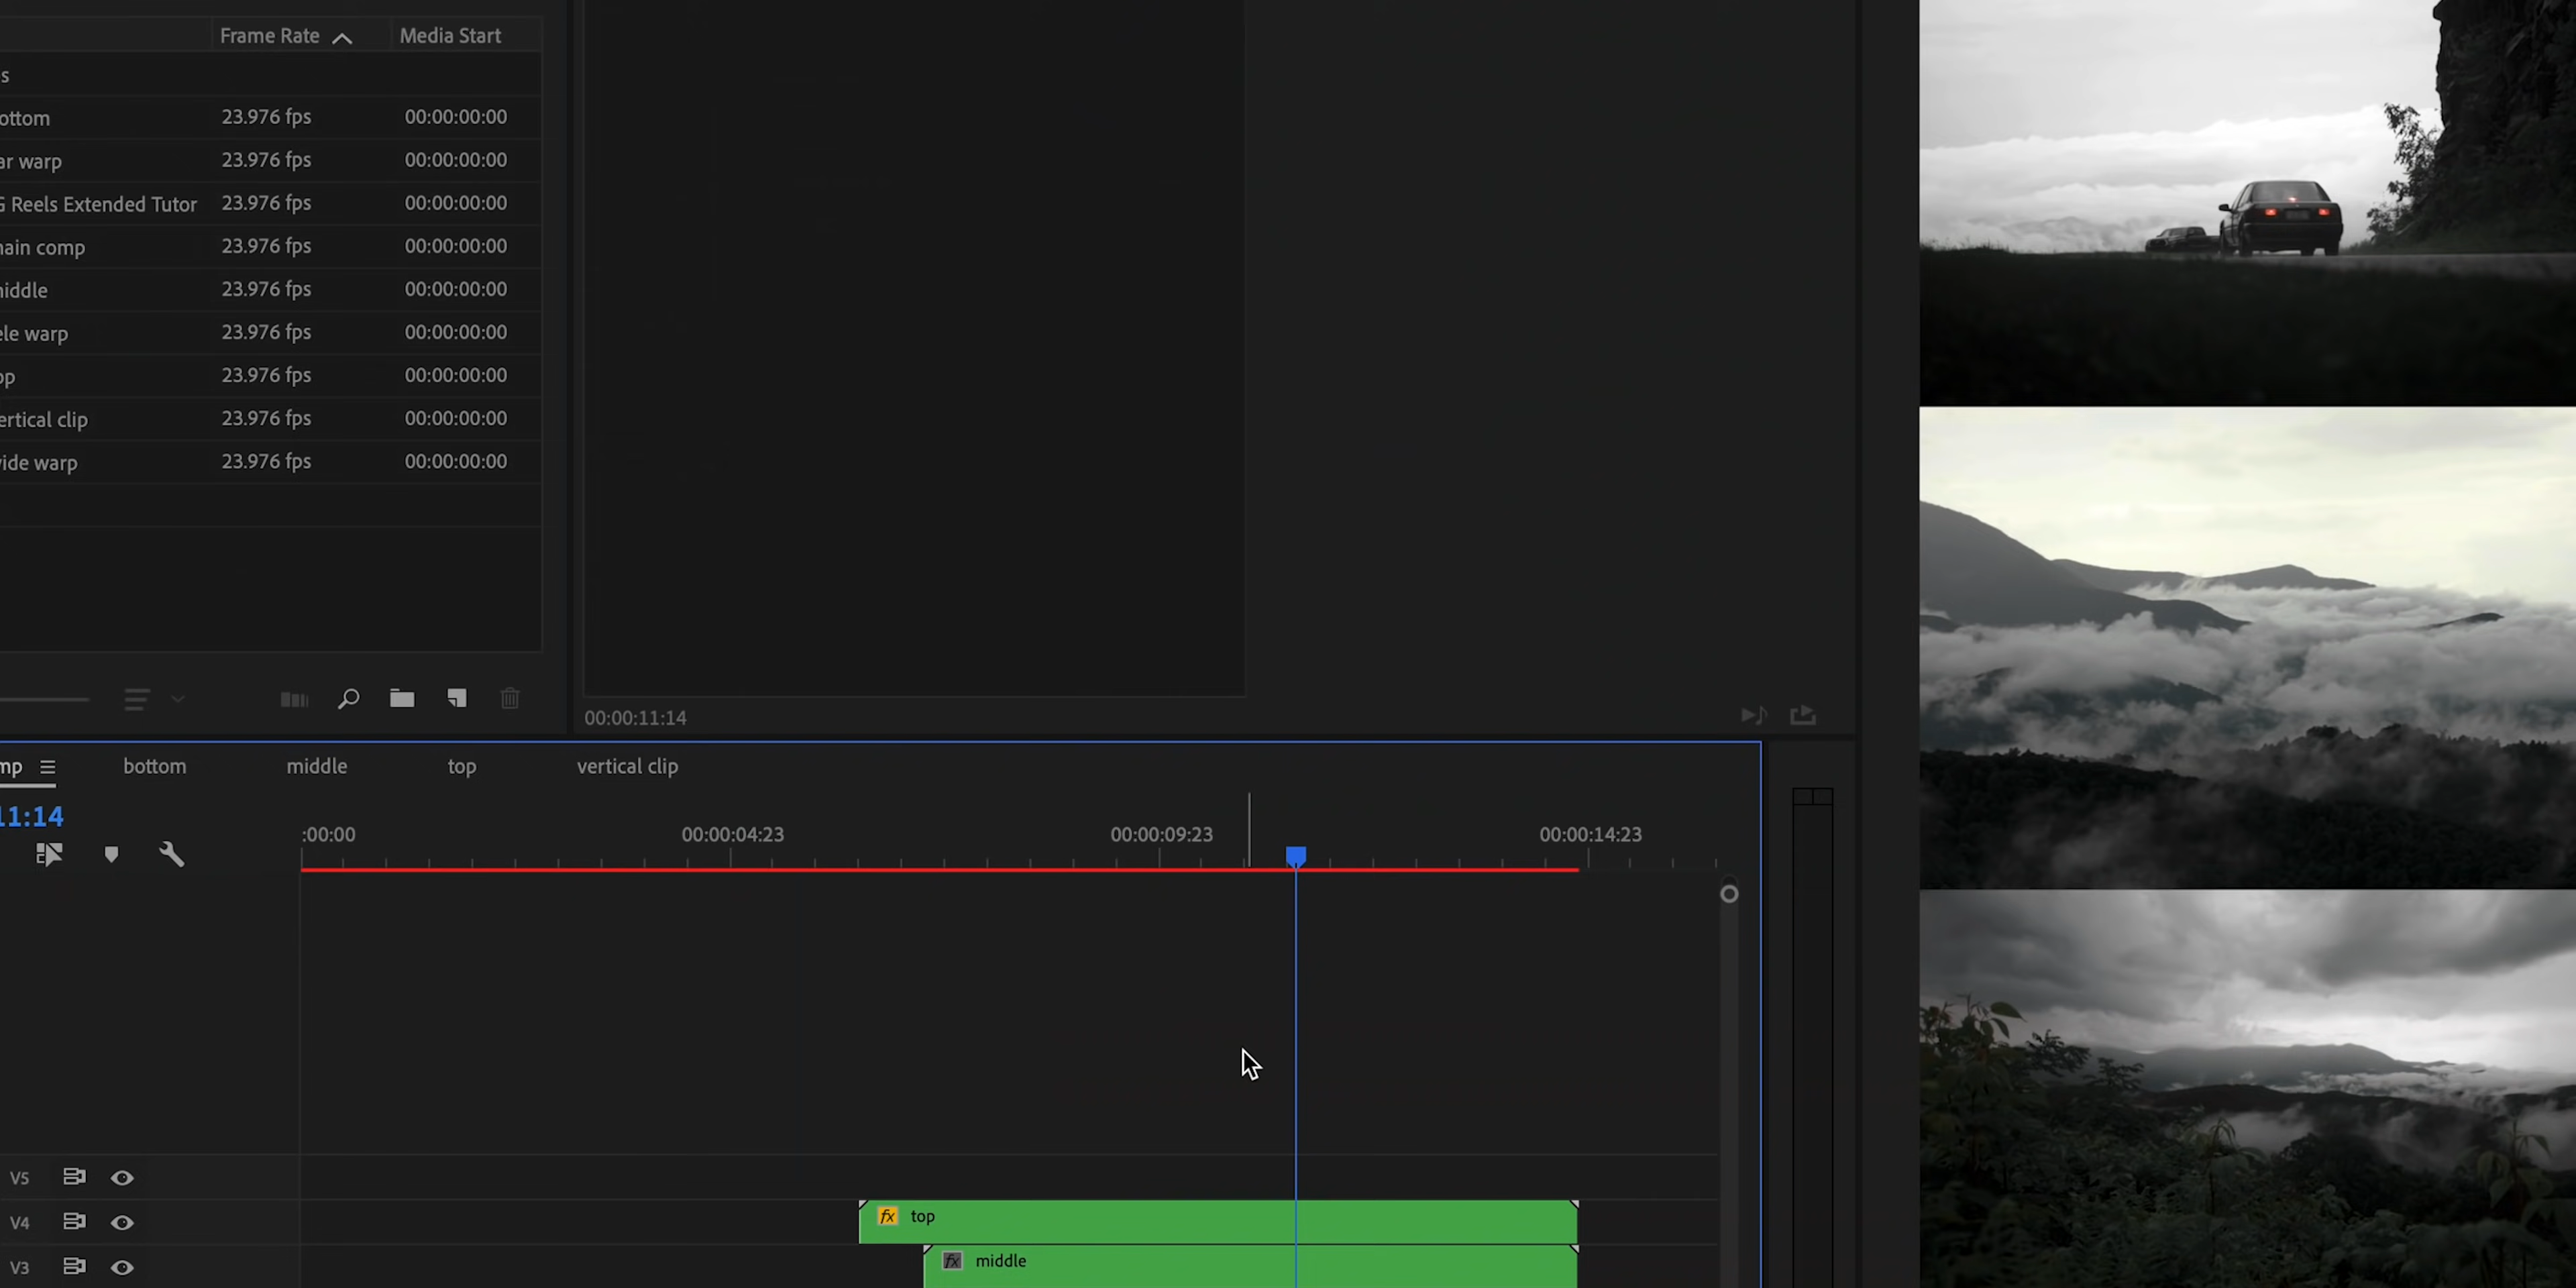 Frame Rate Media Start
s
ottom 23.976 fps 00:00:00:00
ar warp 23.976 fps 00:00:00:00
G Reels Extended Tutor 23.976 fps 00:00:00:00
nain comp 23.976 fps 00:00:00:00
niddle 23.976 fps 00:00:00:00
ele warp 23.976 fps 00:00:00:00
op 23.976 fps 00:00:00:00
ertical clip 23.976 fps 00:00:00:00
vide warp 23.976 fps 00:00:00:00
00:00:11:14
mp bottom middle top vertical clip
11:14
:00:00 00:00:04:23 00:00:09:23 00:00:14:23
V5
V4 fx top
V3 fx middle